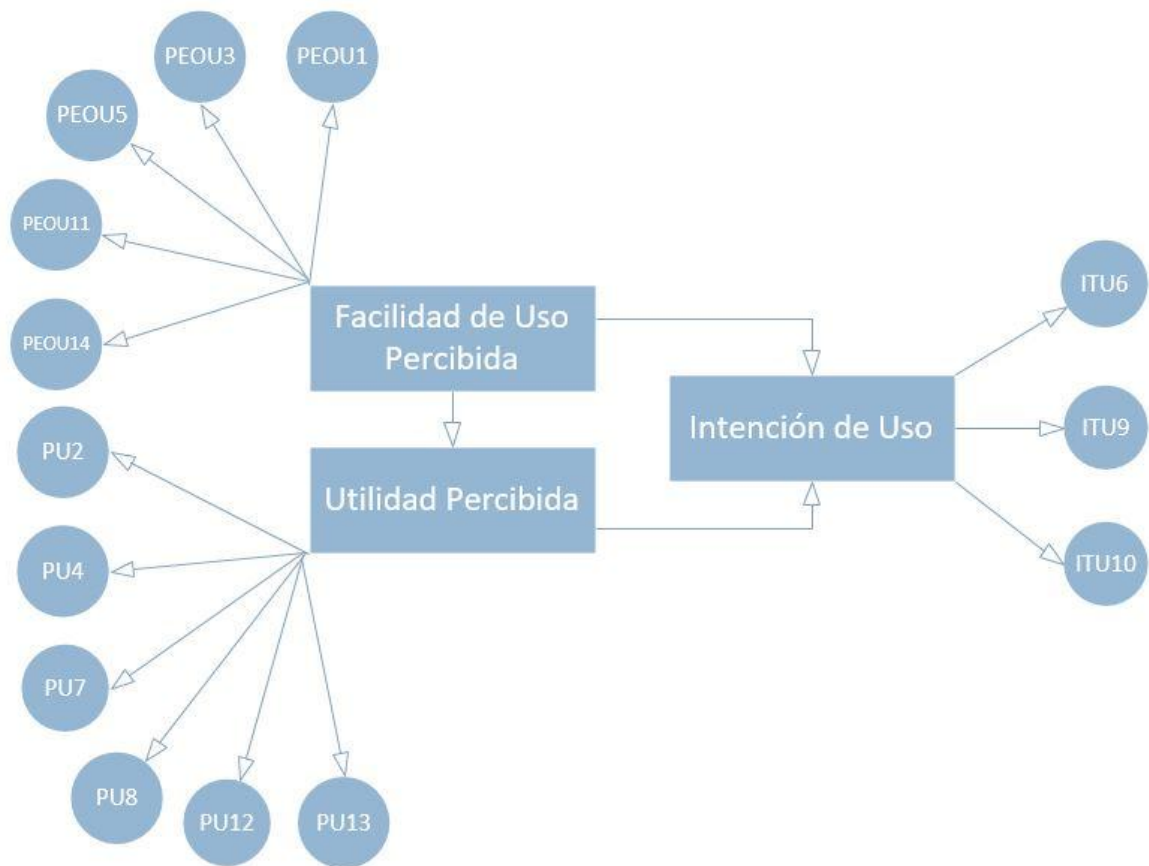 PEOU3
PEOU1
PEOU5
PEOU11
PEOU14
Facilidad de Uso
Percibida
Utilidad Percibida
Intención de Uso
ITU6
ITU9
ITU10
PU2
PU4
PU7
PU8
PU12
PU13